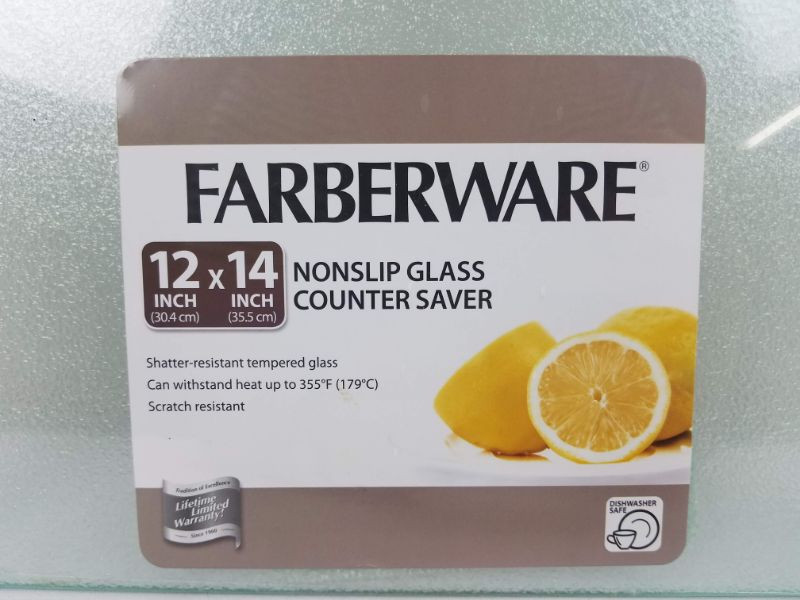 FARBERWARE®
12 x 14 NONSLIP GLASS
INCH INCH COUNTER SAVER
(30.4 cm) (35.5 cm)
Shatter-resistant tempered glass
Can withstand heat up to 355°F (179°C)
Scratch resistant
Tradition of Excellence
Lifetime
Limited
Warranty!
Since 1900
DISHWASHER
SAFE